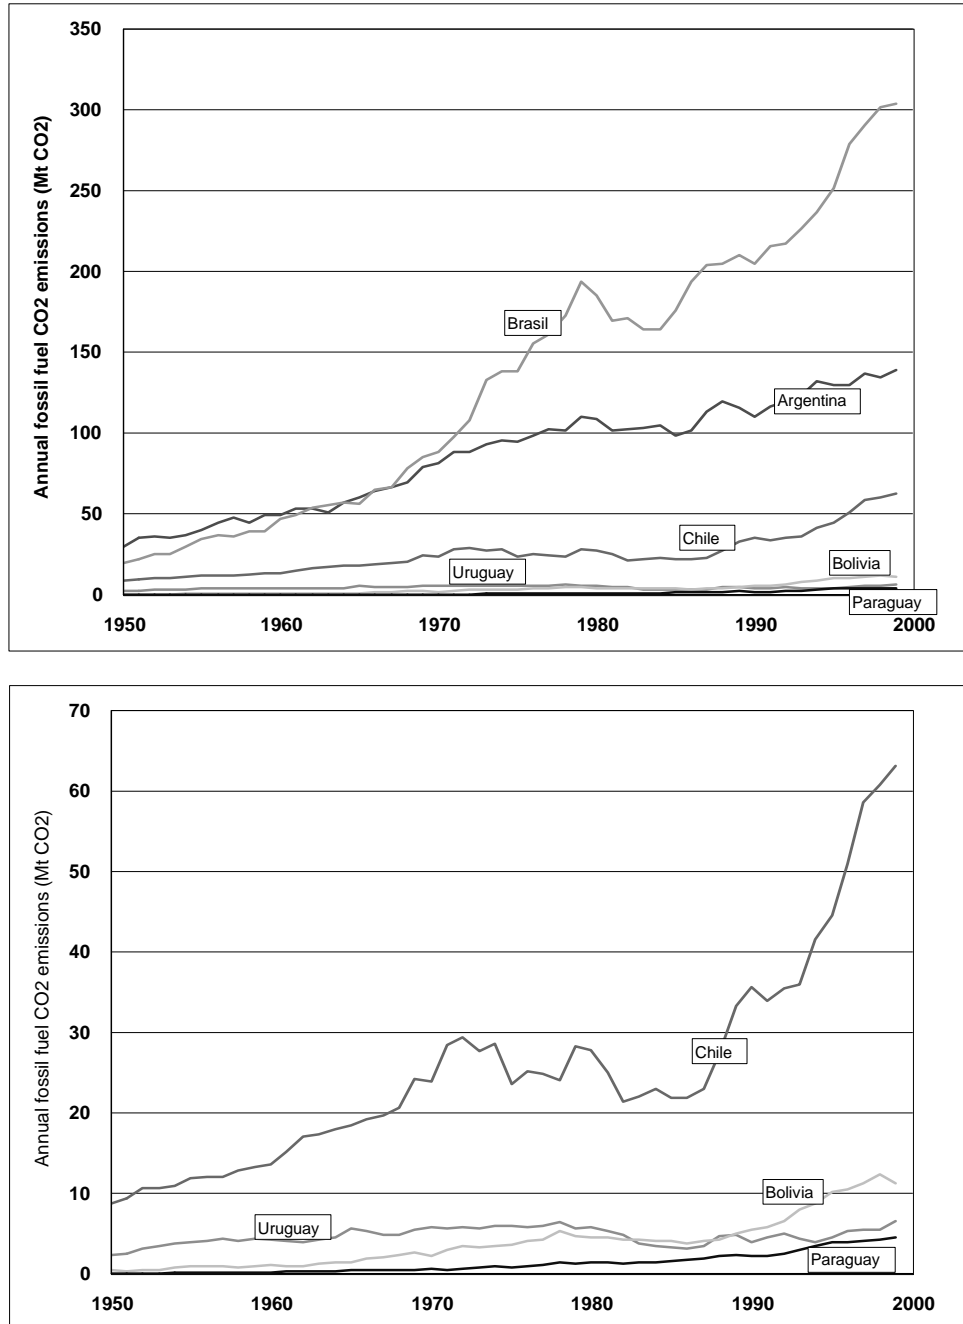 350
300
250
200
150
100
50
0
Annual fossil fuel CO2 emissions (Mt CO2)
Brasil
Argentina
Chile
Uruguay
Bolivia
Paraguay
1950 1960 1970 1980 1990 2000
70
60
50
40
30
20
10
0
Annual fossil fuel CO2 emissions (Mt CO2)
Chile
Bolivia
Uruguay
Paraguay
1950 1960 1970 1980 1990 2000